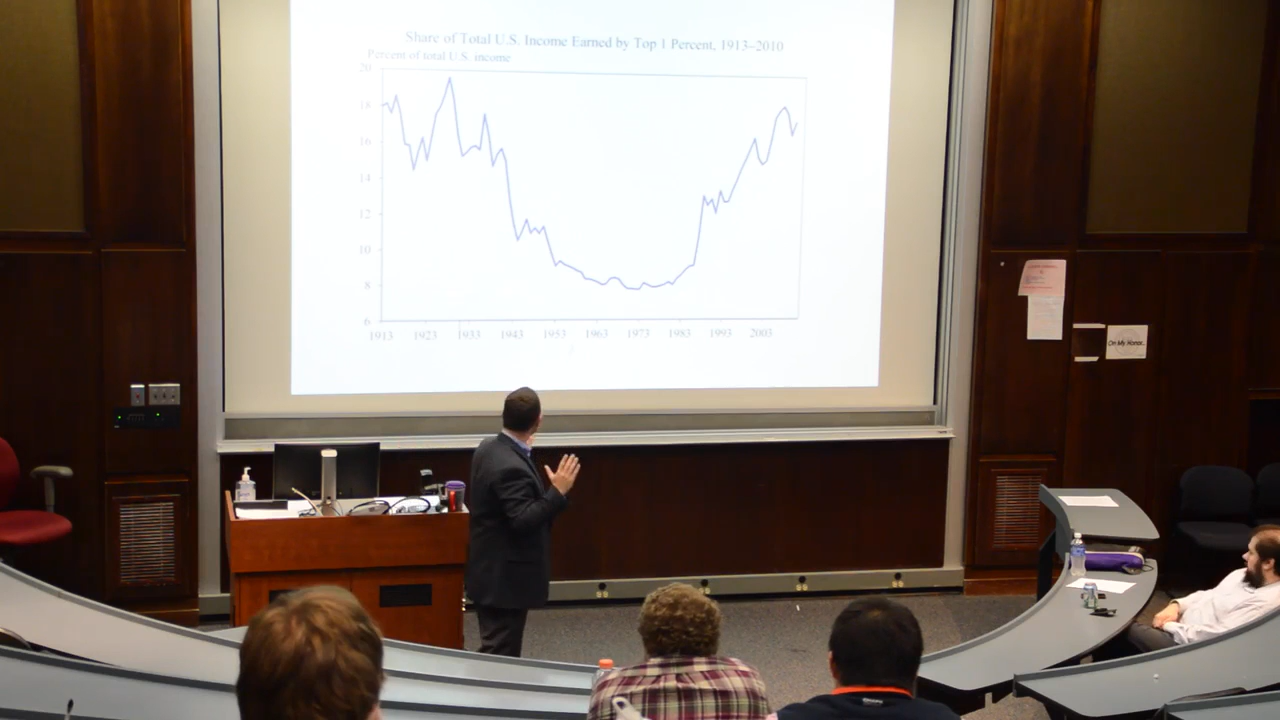 Share of Total U.S. Income Earned by Top 1 Percent, 1913–2010
Percent of total U.S. income
20
18
16
14
12
10
8
6
1913 1923 1933 1943 1953 1963 1973 1983 1993 2003
On My Honor...